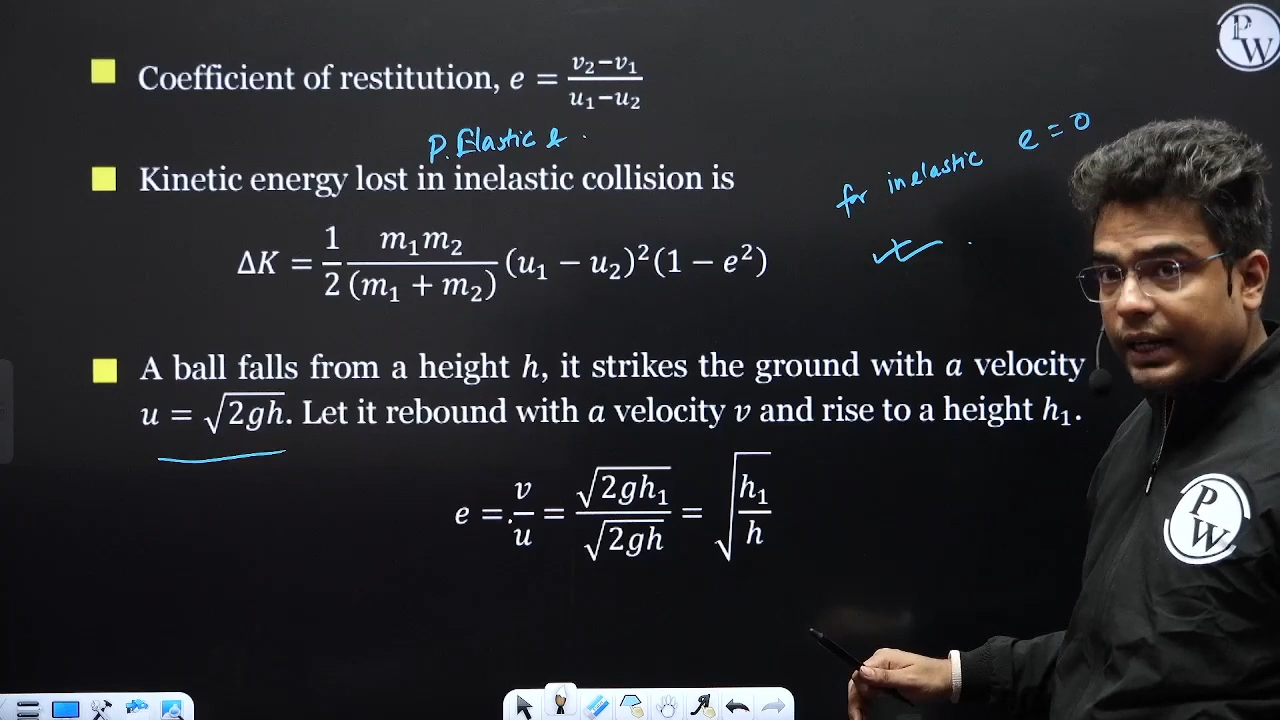 Coefficient of restitution, e = (v₂−v₁)/(u₁−u₂)
P. Elastic &
Kinetic energy lost in inelastic collision is
for inelastic e = 0
ΔK = 1/2 m₁m₂/(m₁ + m₂) (u₁ − u₂)²(1 − e²)
A ball falls from a height h, it strikes the ground with a velocity
u = √2gh. Let it rebound with a velocity v and rise to a height h₁.
e = v/u = √2gh₁/√2gh = √(h₁/h)
PW
PW